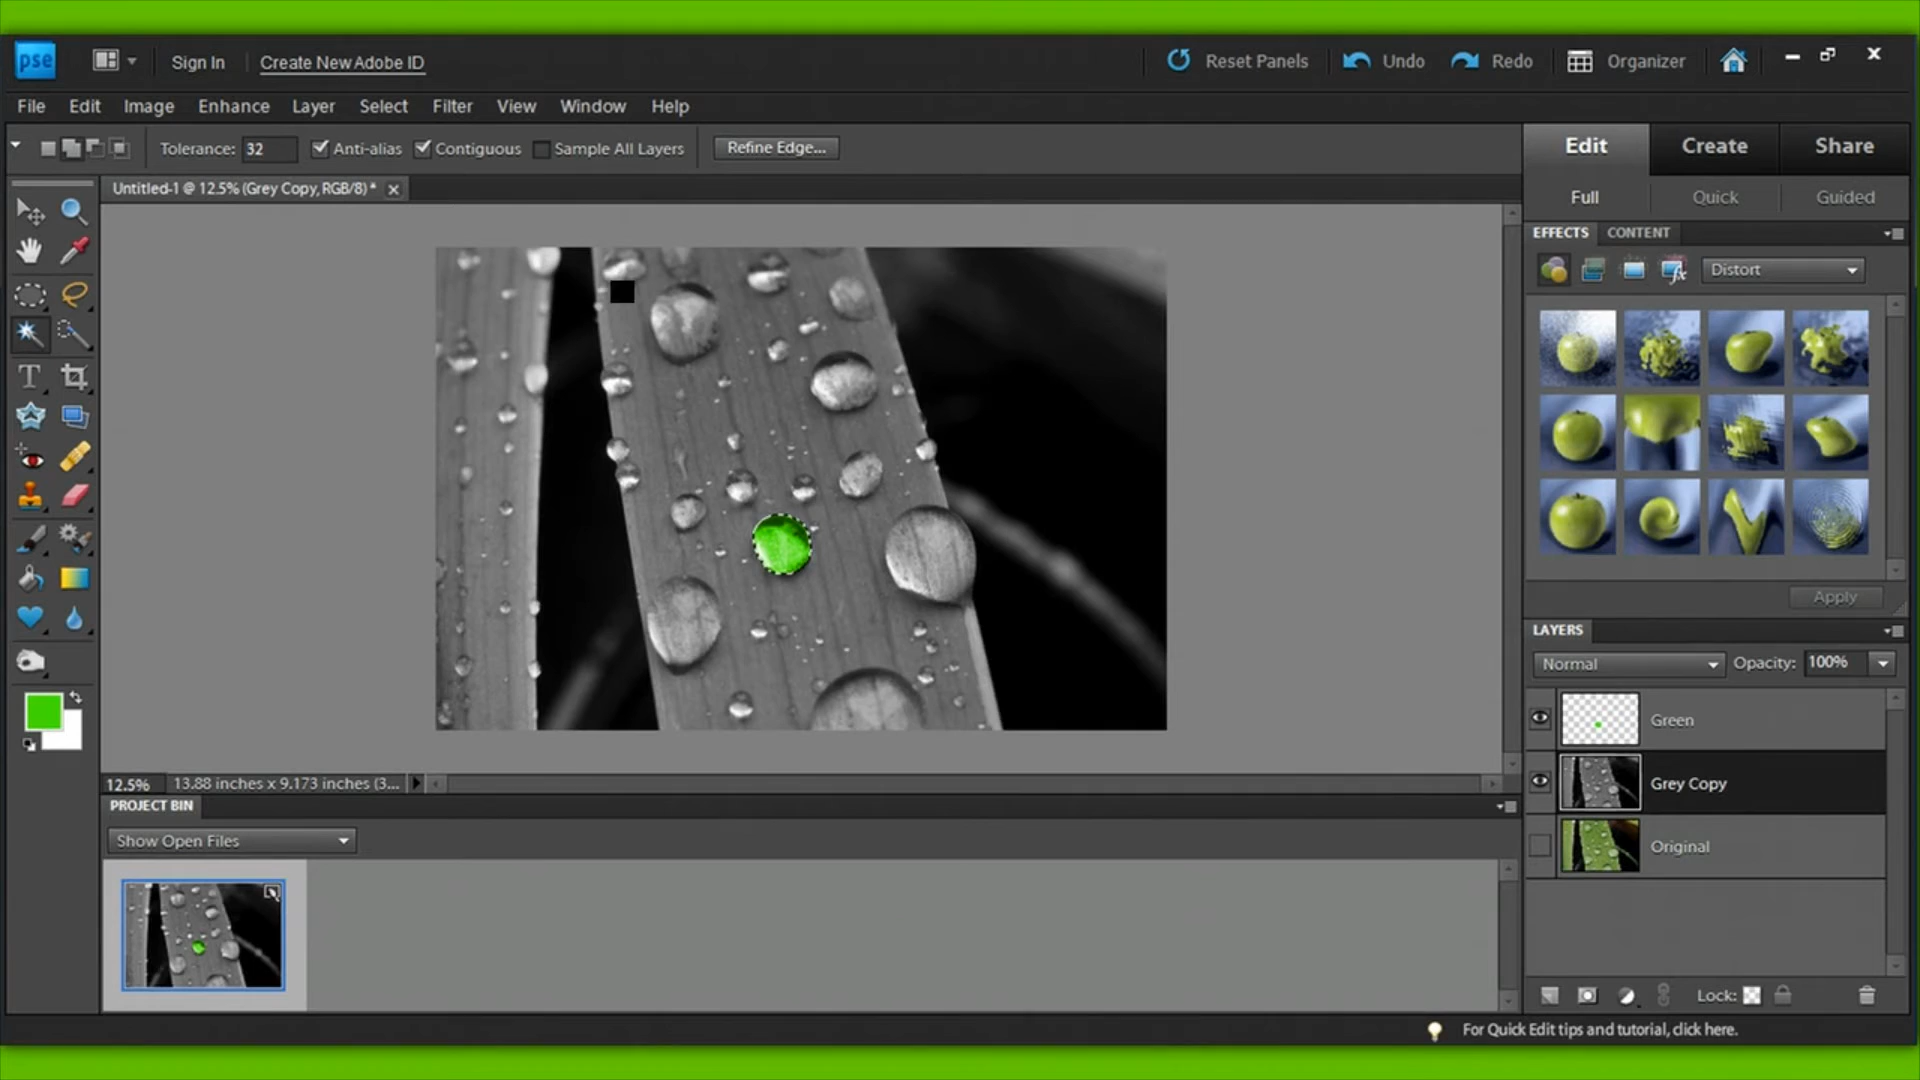 pse
Sign In
Create New Adobe ID
Reset Panels
Undo
Redo
Organizer
File Edit Image Enhance Layer Select Filter View Window Help
Tolerance: 32
Anti-alias
Contiguous
Sample All Layers
Refine Edge...
Edit Create Share
Full Quick Guided
Untitled-1 @ 12.5% (Grey Copy, RGB/8) *
EFFECTS CONTENT
fx
Distort
T
Apply
LAYERS
Normal
Opacity: 100%
Green
Grey Copy
Original
12.5%
13.88 inches x 9.173 inches (3...
PROJECT BIN
Show Open Files
Lock:
For Quick Edit tips and tutorial, click here.